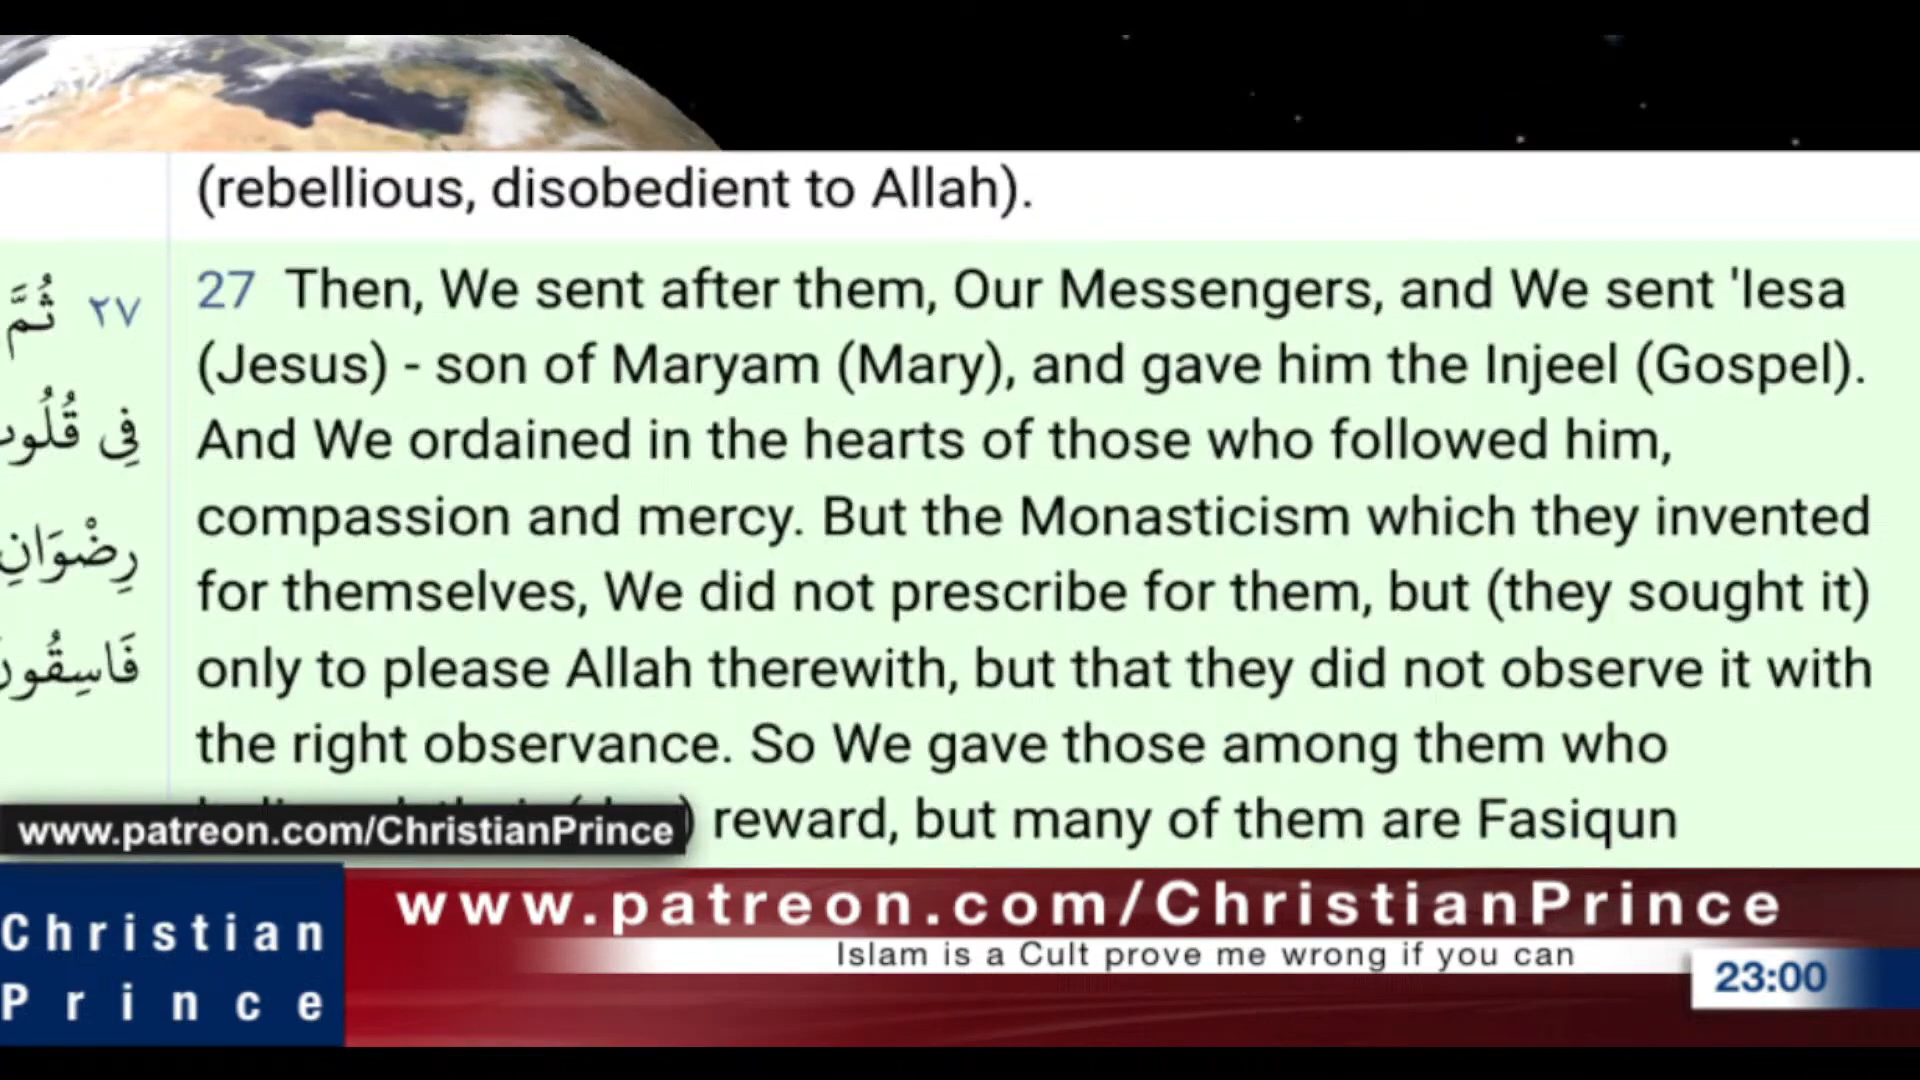 (rebellious, disobedient to Allah).
٢٧ ثُمَّ
فِي قُلُو
رِضْوَانِ
فَاسِقُو
27 Then, We sent after them, Our Messengers, and We sent 'Iesa
(Jesus) - son of Maryam (Mary), and gave him the Injeel (Gospel).
And We ordained in the hearts of those who followed him,
compassion and mercy. But the Monasticism which they invented
for themselves, We did not prescribe for them, but (they sought it)
only to please Allah therewith, but that they did not observe it with
the right observance. So We gave those among them who
) reward, but many of them are Fasiqun
www.patreon.com/ChristianPrince
www.patreon.com/ChristianPrince
Islam is a Cult prove me wrong if you can
Christian
Prince
23:00